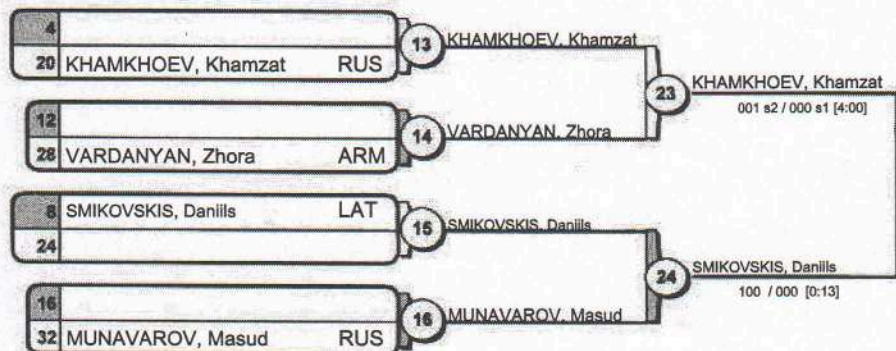 4
20 KHAMKHOEV, Khamzat RUS
13 KHAMKHOEV, Khamzat
12
28 VARDANYAN, Zhora ARM
14 VARDANYAN, Zhora
23 KHAMKHOEV, Khamzat
001 s2 / 000 s1 [4:00]
8 SMIKOVSKIS, Daniils LAT
24
15 SMIKOVSKIS, Daniils
16
32 MUNAVAROV, Masud RUS
16 MUNAVAROV, Masud
24 SMIKOVSKIS, Daniils
100 / 000 [0:13]